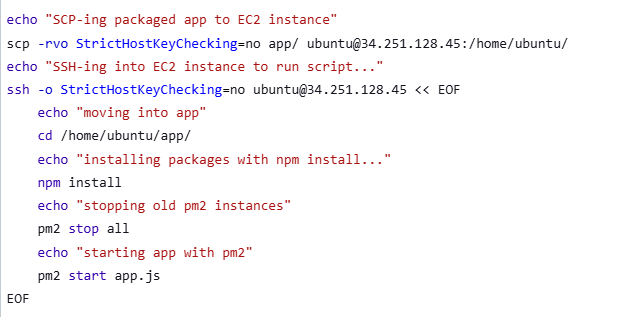 echo "SCP-ing packaged app to EC2 instance"
scp -rvo StrictHostKeyChecking=no app/ ubuntu@34.251.128.45:/home/ubuntu/
echo "SSH-ing into EC2 instance to run script..."
ssh -o StrictHostKeyChecking=no ubuntu@34.251.128.45 << EOF
    echo "moving into app"
    cd /home/ubuntu/app/
    echo "installing packages with npm install..."
    npm install
    echo "stopping old pm2 instances"
    pm2 stop all
    echo "starting app with pm2"
    pm2 start app.js
EOF